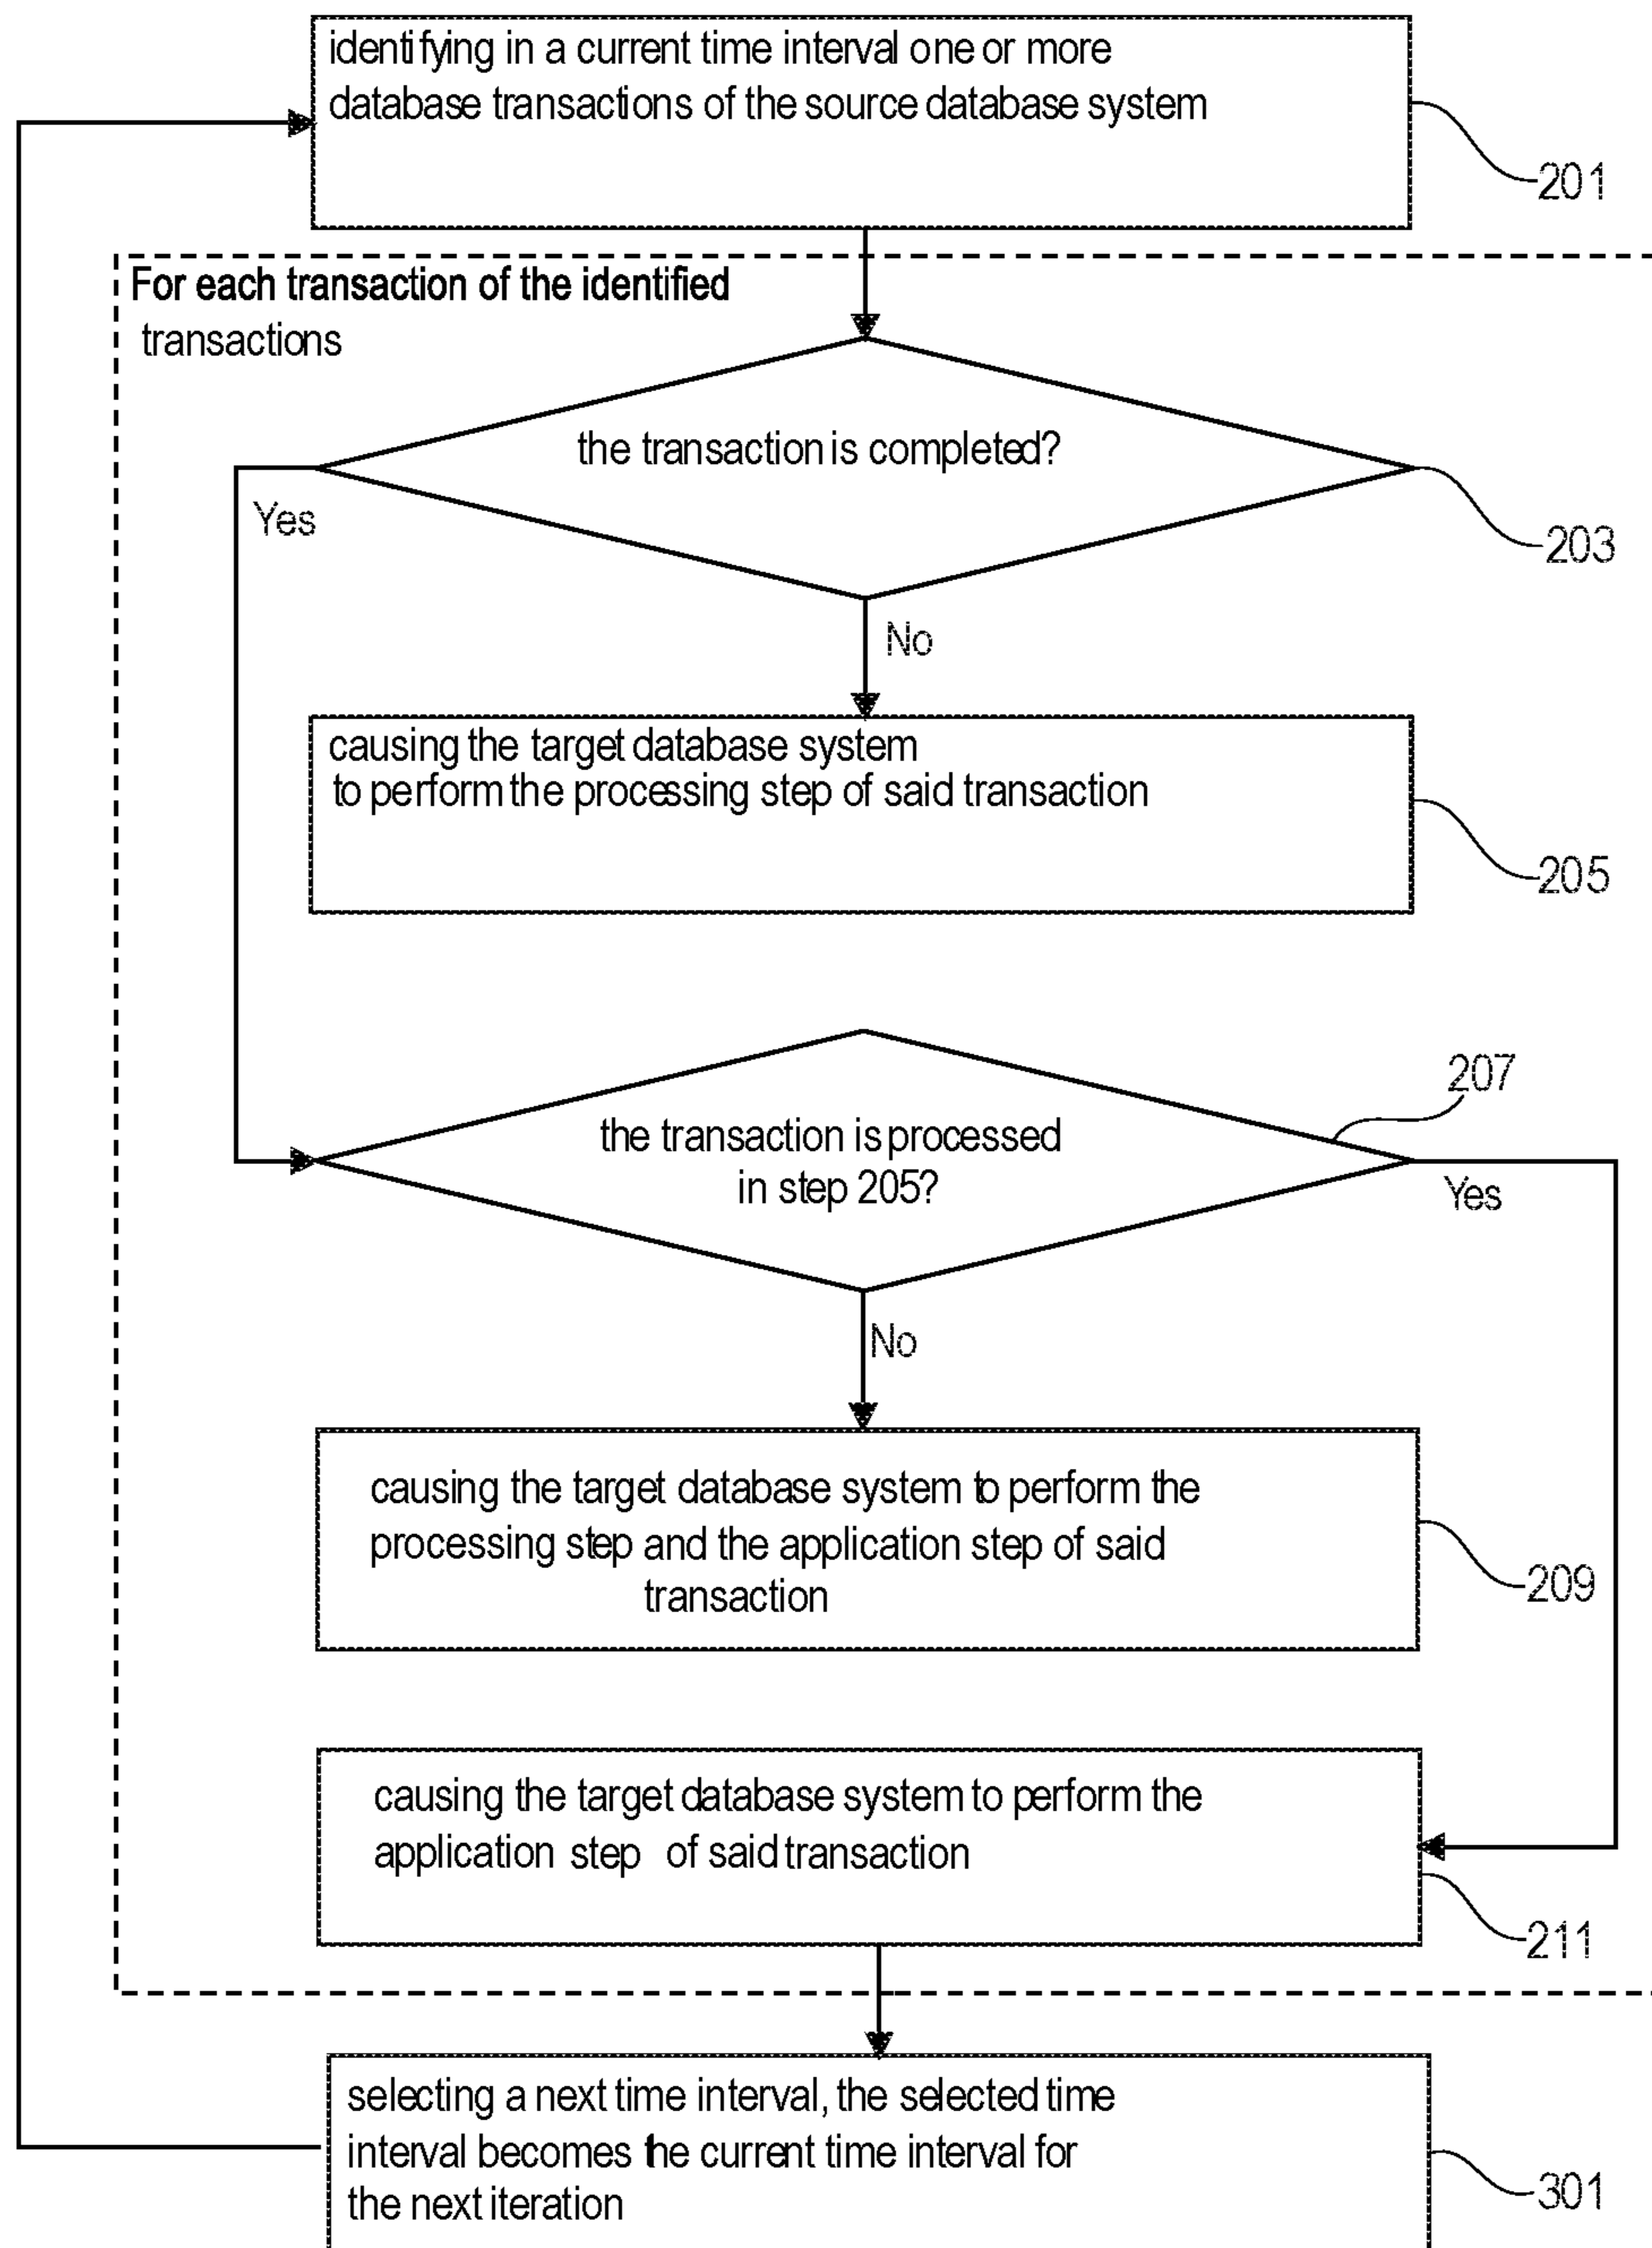 identifying in a current time interval one or more
database transactions of the source database system
201
For each transaction of the identified
transactions
the transaction is completed?
Yes
203
No
causing the target database system
to perform the processing step of said transaction
205
207
the transaction is processed
in step 205?
Yes
No
causing the target database system to perform the
processing step and the application step of said
transaction
209
causing the target database system to perform the
application step of said transaction
211
selecting a next time interval, the selected time
interval becomes the current time interval for
the next iteration
301